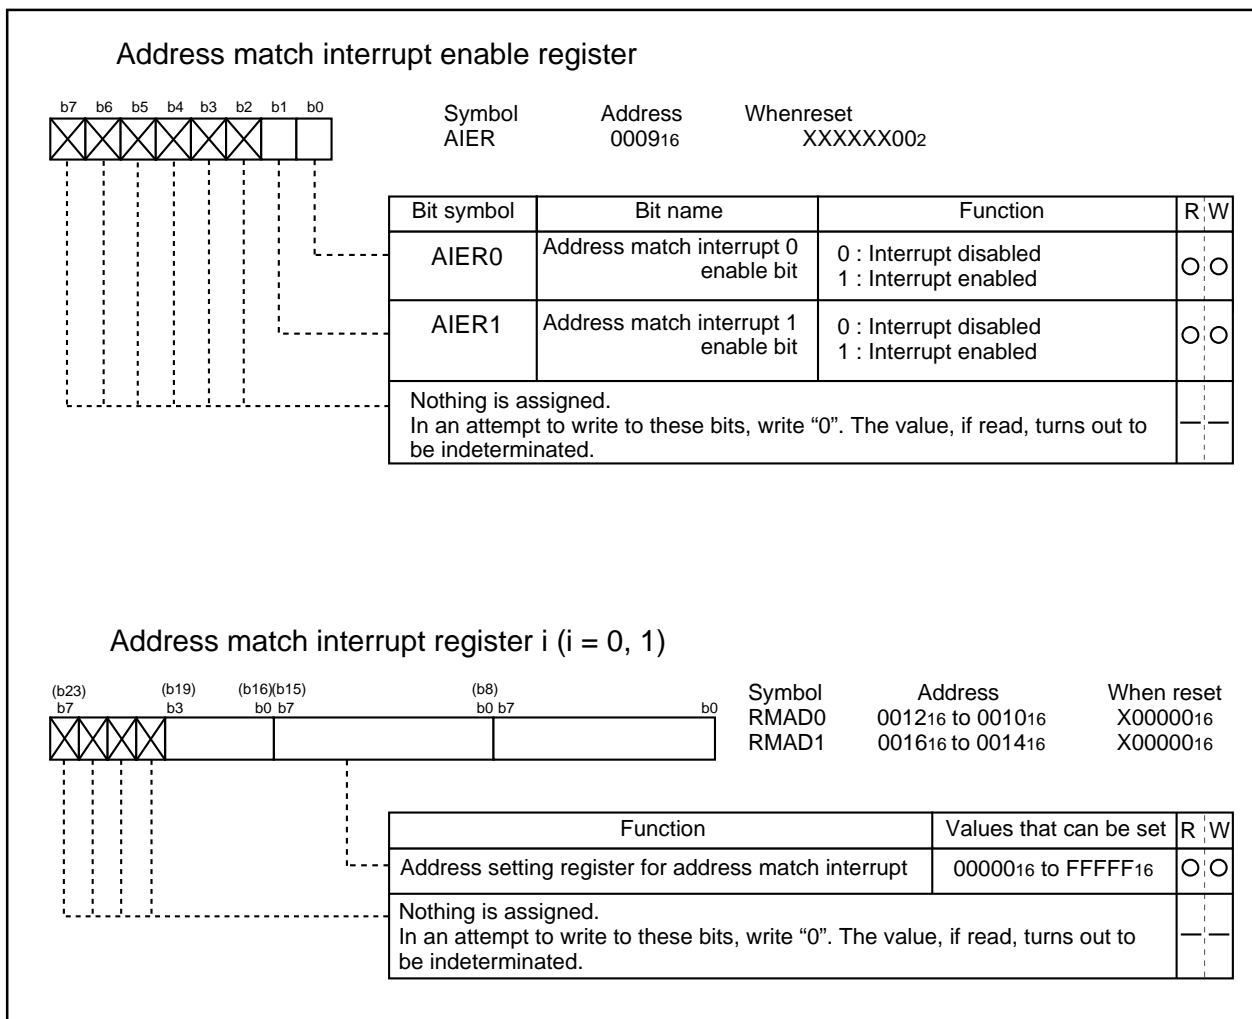 Address match interrupt enable register
b7 b6 b5 b4 b3 b2 b1 b0
Symbol Address Whenreset
AIER 000916 XXXXXX002
Bit symbol Bit name Function R W
AIER0 Address match interrupt 0 enable bit 0 : Interrupt disabled
1 : Interrupt enabled
AIER1 Address match interrupt 1 enable bit 0 : Interrupt disabled
1 : Interrupt enabled
Nothing is assigned.
In an attempt to write to these bits, write “0”. The value, if read, turns out to
be indeterminated.
Address match interrupt register i (i = 0, 1)
(b23) (b19) (b16)(b15) (b8)
b7 b3 b0 b7 b0 b7 b0
Symbol Address When reset
RMAD0 001216 to 001016 X0000016
RMAD1 001616 to 001416 X0000016
Function Values that can be set R W
Address setting register for address match interrupt 0000016 to FFFFF16
Nothing is assigned.
In an attempt to write to these bits, write “0”. The value, if read, turns out to
be indeterminated.